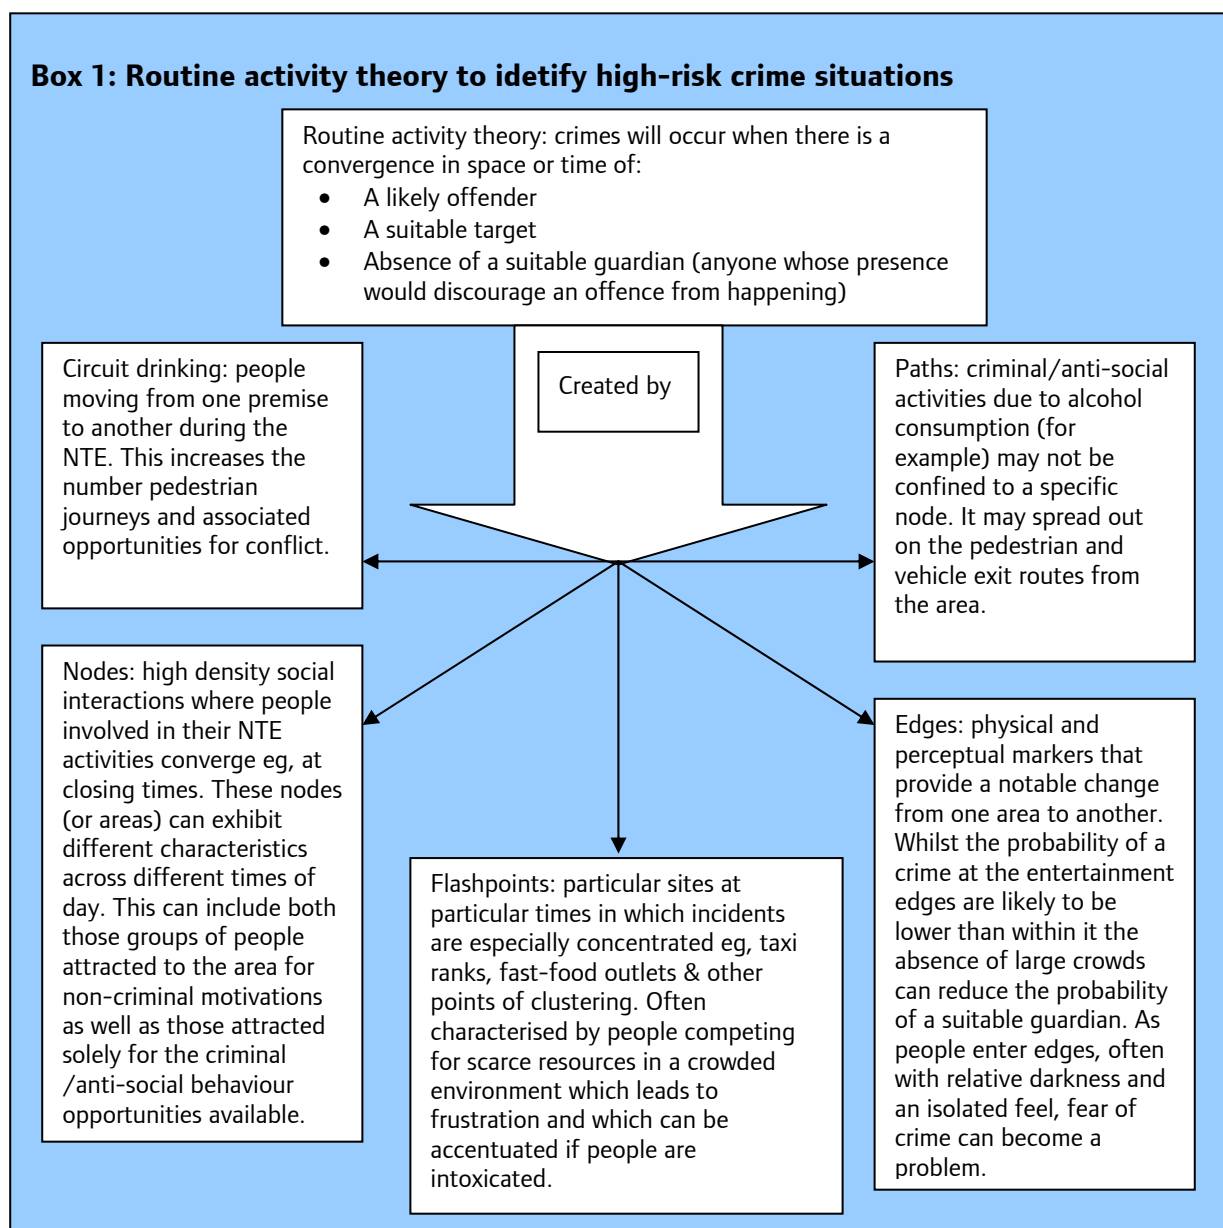 Box 1: Routine activity theory to idetify high-risk crime situations
Routine activity theory: crimes will occur when there is a
convergence in space or time of:
• A likely offender
• A suitable target
• Absence of a suitable guardian (anyone whose presence
would discourage an offence from happening)
Created by
Circuit drinking: people
moving from one premise
to another during the
NTE. This increases the
number pedestrian
journeys and associated
opportunities for conflict.
Paths: criminal/anti-social
activities due to alcohol
consumption (for
example) may not be
confined to a specific
node. It may spread out
on the pedestrian and
vehicle exit routes from
the area.
Nodes: high density social
interactions where people
involved in their NTE
activities converge eg, at
closing times. These nodes
(or areas) can exhibit
different characteristics
across different times of
day. This can include both
those groups of people
attracted to the area for
non-criminal motivations
as well as those attracted
solely for the criminal
/anti-social behaviour
opportunities available.
Flashpoints: particular sites at
particular times in which incidents
are especially concentrated eg, taxi
ranks, fast-food outlets & other
points of clustering. Often
characterised by people competing
for scarce resources in a crowded
environment which leads to
frustration and which can be
accentuated if people are
intoxicated.
Edges: physical and
perceptual markers that
provide a notable change
from one area to another.
Whilst the probability of a
crime at the entertainment
edges are likely to be
lower than within it the
absence of large crowds
can reduce the probability
of a suitable guardian. As
people enter edges, often
with relative darkness and
an isolated feel, fear of
crime can become a
problem.